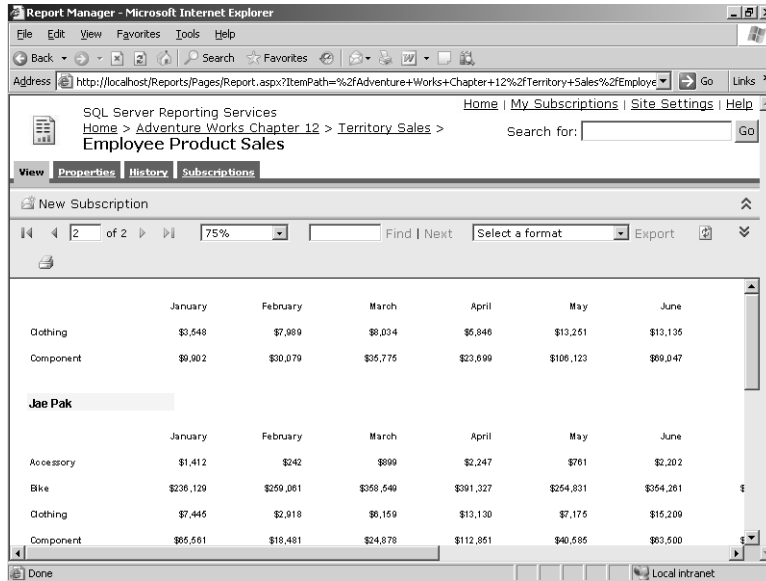 Report Manager - Microsoft Internet Explorer
File Edit View Favorites Tools Help
Back Search Favorites
Address http://localhost/Reports/Pages/Report.aspx?ItemPath=%2fAdventure+Works+Chapter+12%2fTerritory+Sales%2fEmploye Go Links
SQL Server Reporting Services
Home | My Subscriptions | Site Settings | Help
Home > Adventure Works Chapter 12 > Territory Sales >
Search for: Go
Employee Product Sales
View Properties History Subscriptions
New Subscription
2 of 2 75% Find | Next Select a format Export
January February March April May June
Clothing $3,548 $7,989 $8,034 $5,846 $13,251 $13,135
Component $9,902 $30,079 $35,775 $23,699 $106,123 $69,047
Jae Pak
January February March April May June
Accessory $1,412 $242 $899 $2,247 $761 $2,202
Bike $236,129 $259,061 $358,549 $391,327 $254,831 $354,261 $
Clothing $7,445 $2,918 $6,159 $13,130 $7,175 $15,209
Component $65,561 $18,481 $24,878 $112,851 $40,585 $63,500 $
Done Local intranet